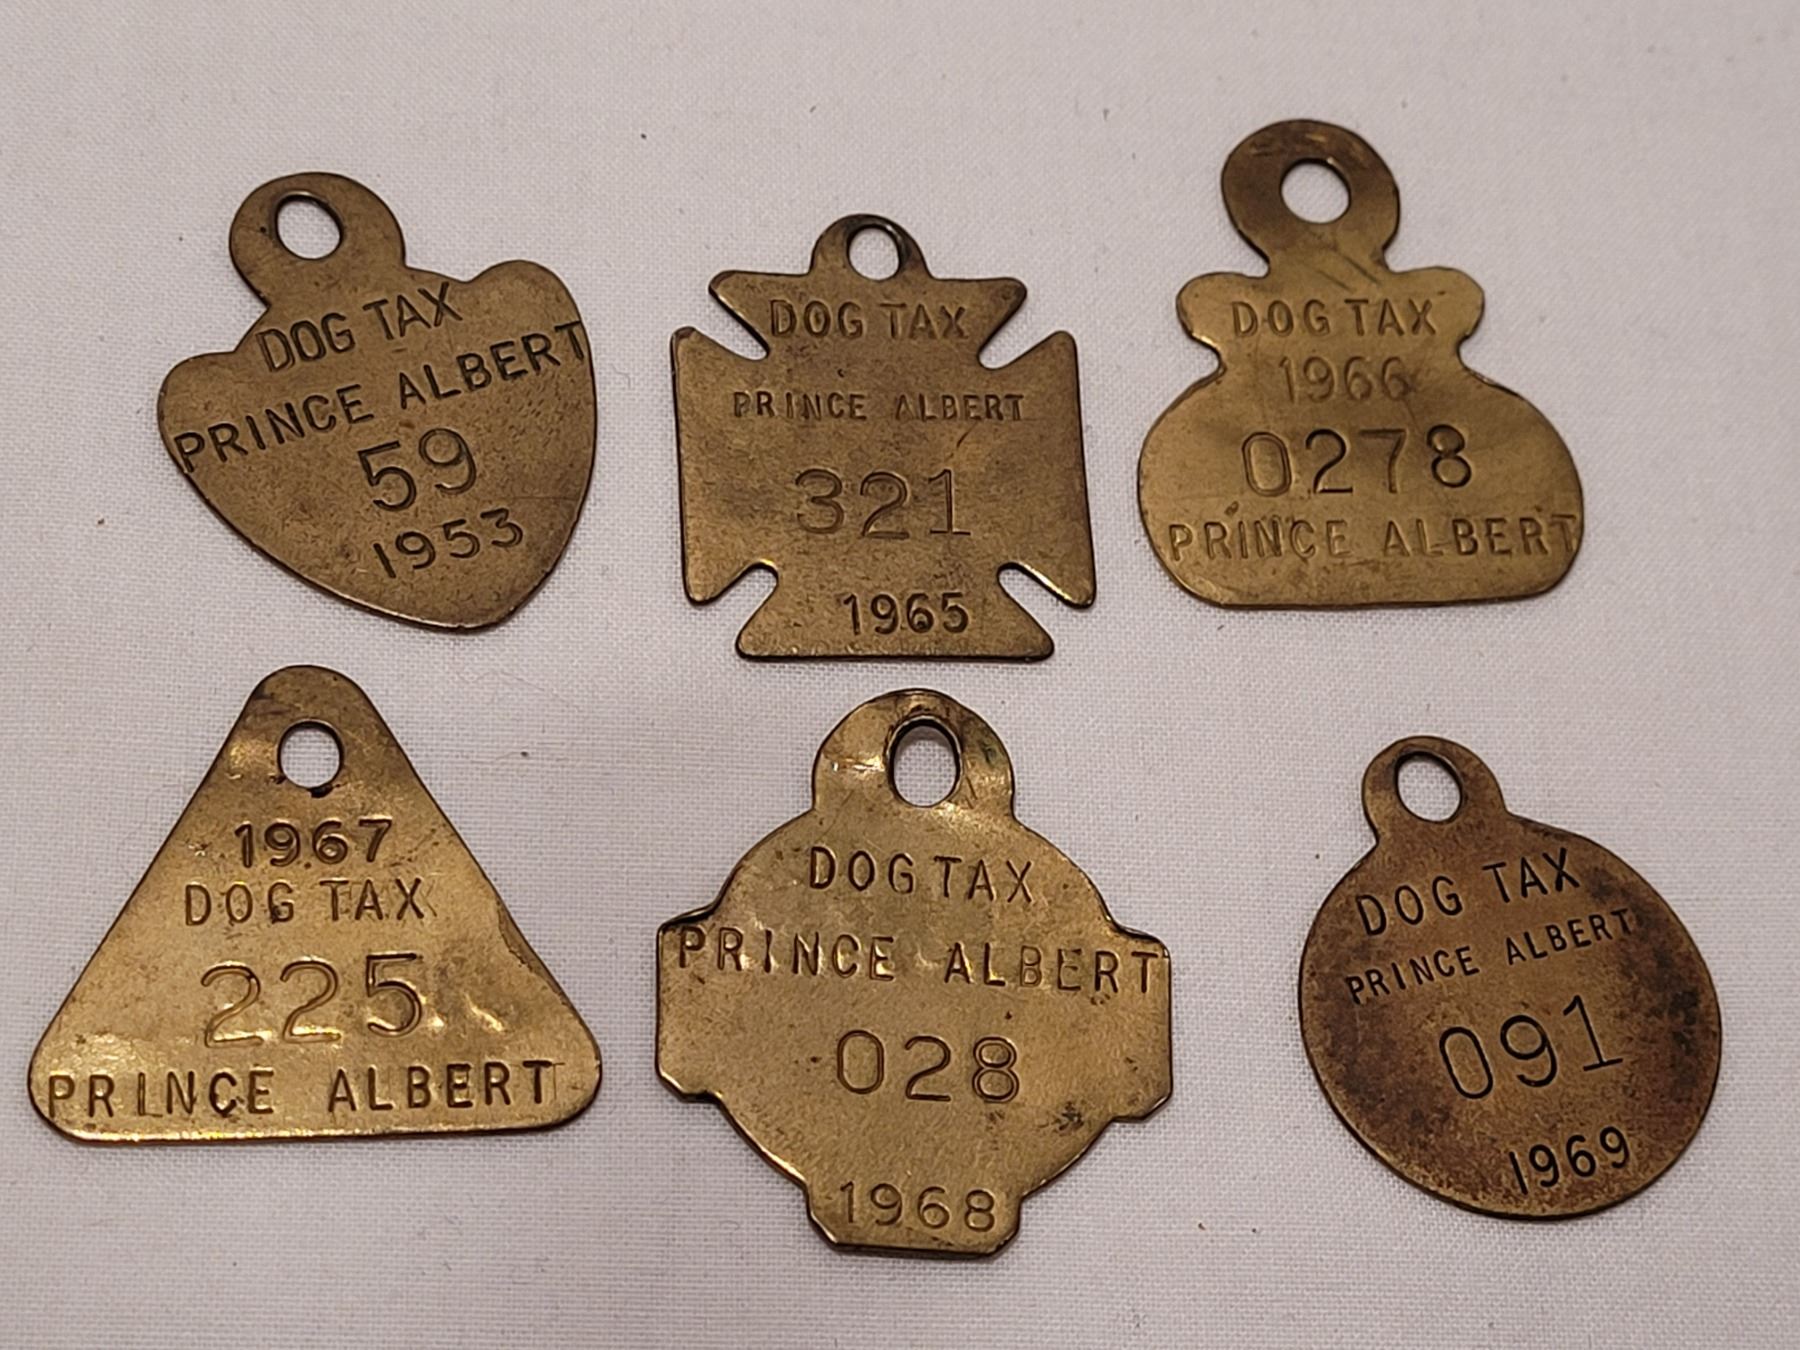 DOG TAX
PRINCE ALBERT
59
1953
DOG TAX
PRINCE ALBERT
321
1965
DOG TAX
1966
0278
PRINCE ALBERT
1967
DOG TAX
225
PRINCE ALBERT
DOG TAX
PRINCE ALBERT
028
1968
DOG TAX
PRINCE ALBERT
091
1969